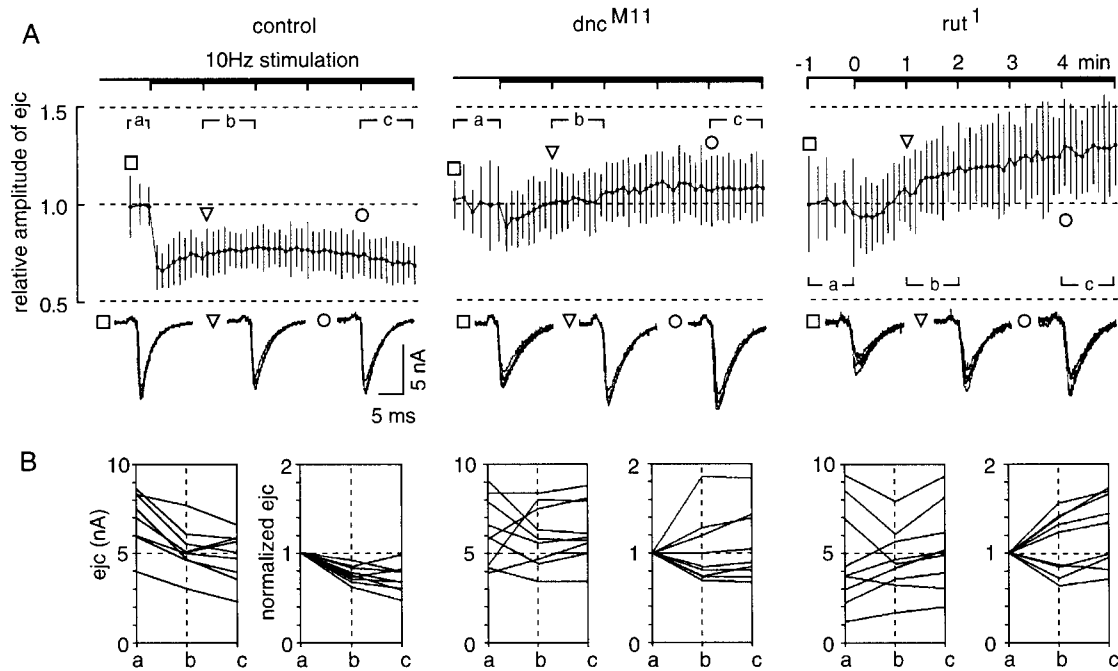 A
control
dnc M11
rut 1
10Hz stimulation
-1 0 1 2 3 4 min
relative amplitude of ejc
1.5
1.0
0.5
a b c
a b c
a b c
5 nA
5 ms
B
ejc (nA)
10
5
0
a b c
normalized ejc
2
1
0
a b c
10
5
0
a b c
2
1
0
a b c
10
5
0
a b c
2
1
0
a b c